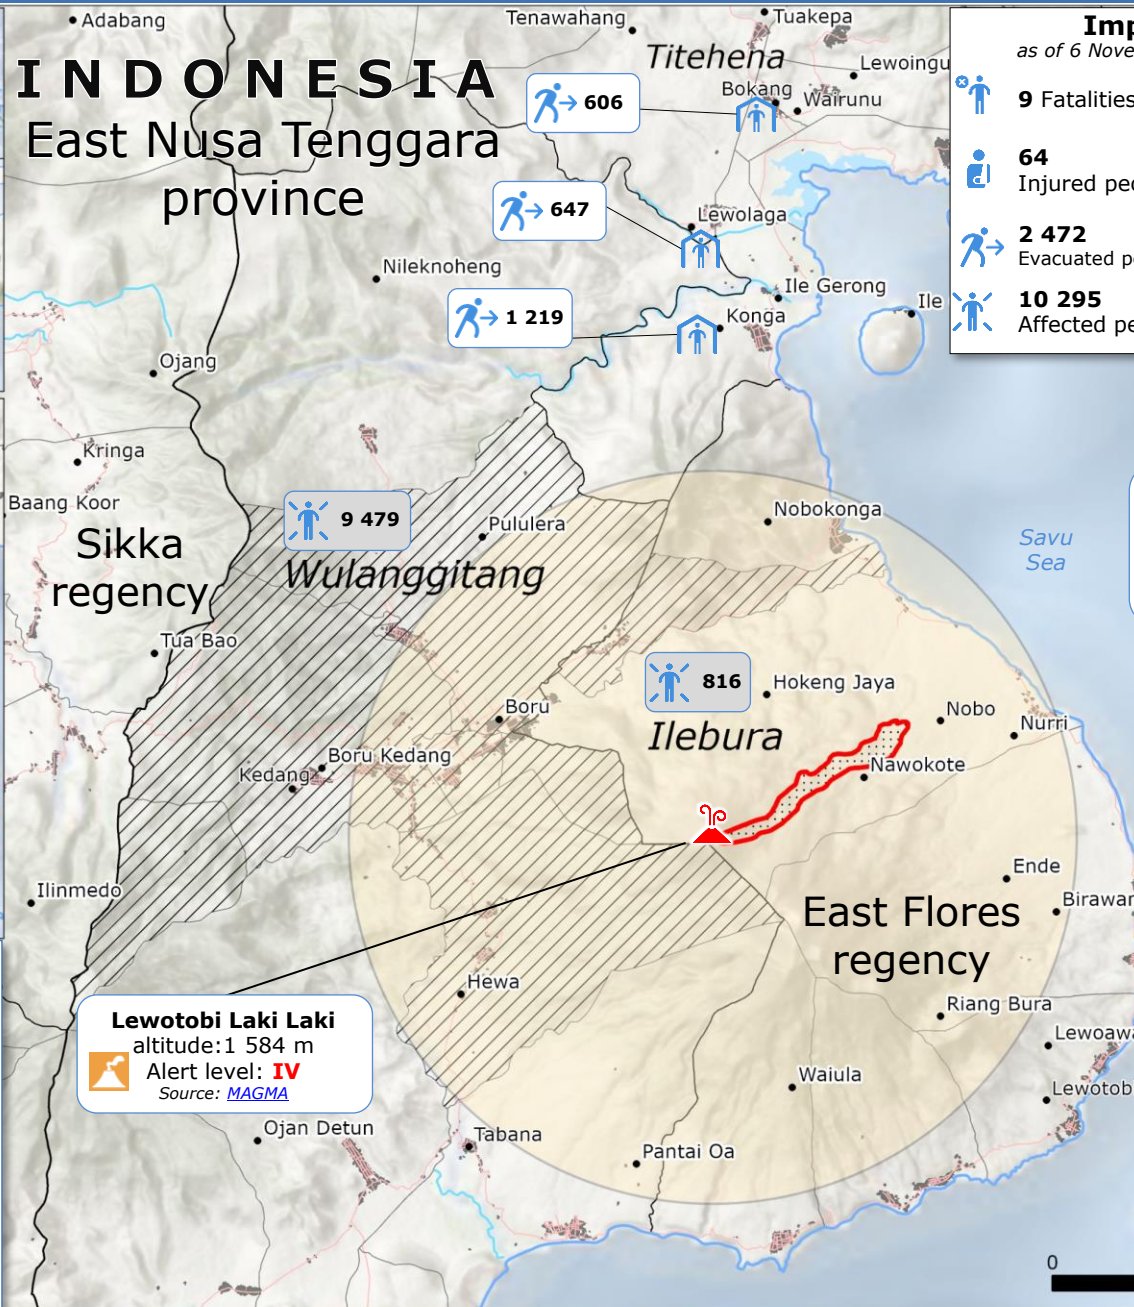 Adabang
Tenawahang
Tuakepa
Titehena
Lewoingu
INDONESIA
East Nusa Tenggara
province
606
Bokang
Wairunu
Imp
as of 6 Nove
9 Fatalities
64
Injured pe
2 472
Evacuated p
10 295
Affected pe
647
Lewolaga
Nileknoheng
Ile Gerong
Ile
1 219
Konga
Ojang
Kringa
Baang Koor
Sikka
regency
9 479
Pululera
Wulanggitang
Nobokonga
Savu
Sea
Tua Bao
816
Hokeng Jaya
Ilebura
Boru
Nobo
Nurri
Boru Kedang
Kedang
Nawokote
Ilinmedo
Ende
Birawan
East Flores
regency
Hewa
Riang Bura
Lewotobi Laki Laki
altitude:1 584 m
Alert level: IV
Source: MAGMA
Lewoawa
Waiula
Lewotob
Ojan Detun
Tabana
Pantai Oa
0